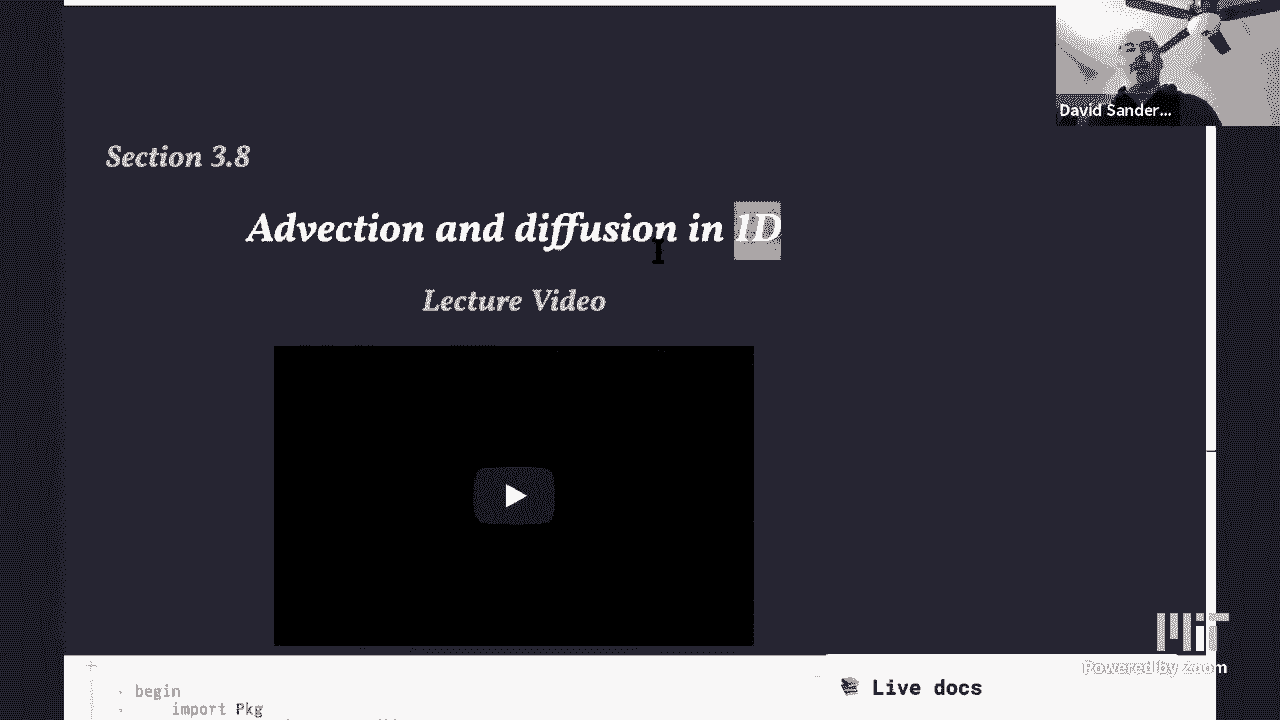 David Sander...
Section 3.8
Advection and diffusion in 1D
Lecture Video
MIT
Powered by Zoom
Live docs
begin
import Pkg